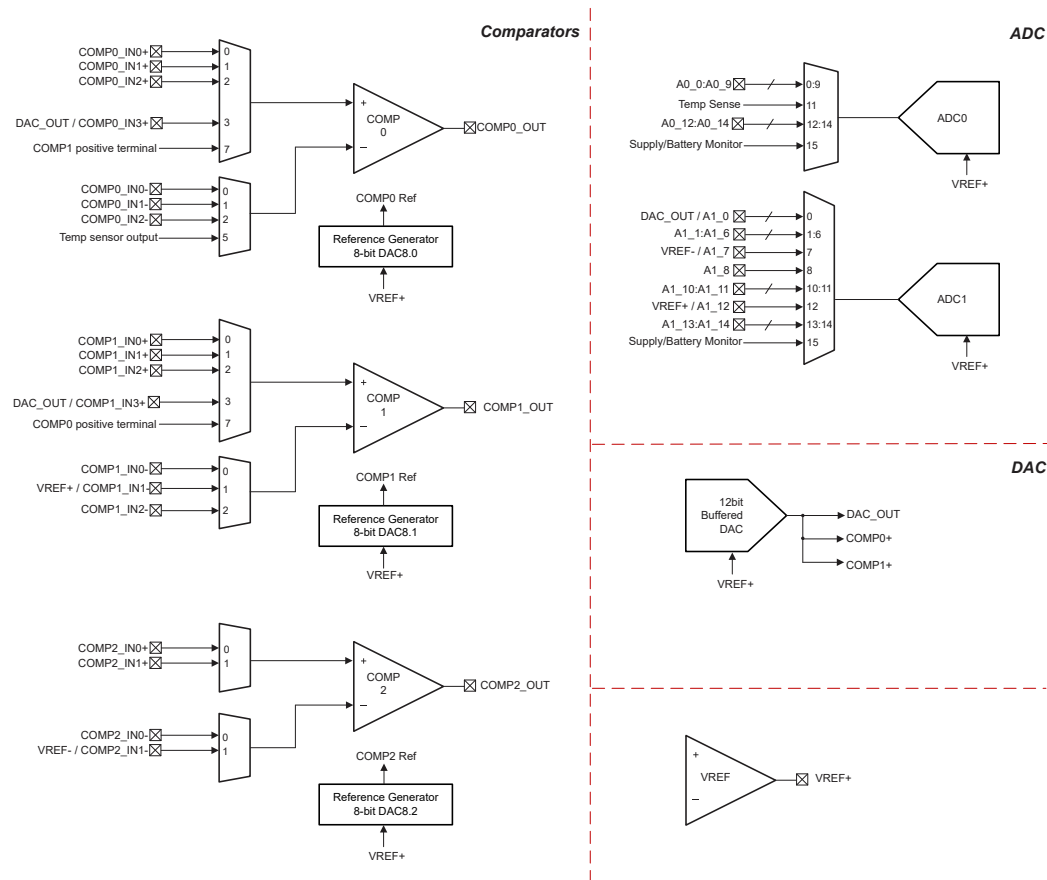 Comparators
COMP0_IN0+
0
COMP0_IN1+
1
COMP0_IN2+
2
DAC_OUT / COMP0_IN3+
3
COMP1 positive terminal
7
+
COMP
0
–
COMP0_OUT
COMP0_IN0-
0
COMP0_IN1-
1
COMP0_IN2-
2
Temp sensor output
5
COMP0 Ref
Reference Generator
8-bit DAC8.0
VREF+
COMP1_IN0+
0
COMP1_IN1+
1
COMP1_IN2+
2
DAC_OUT / COMP1_IN3+
3
COMP0 positive terminal
7
+
COMP
1
–
COMP1_OUT
COMP1_IN0-
0
VREF+ / COMP1_IN1-
1
COMP1_IN2-
2
COMP1 Ref
Reference Generator
8-bit DAC8.1
VREF+
COMP2_IN0+
0
COMP2_IN1+
1
+
COMP
2
–
COMP2_OUT
COMP2_IN0-
0
VREF- / COMP2_IN1-
1
COMP2 Ref
Reference Generator
8-bit DAC8.2
VREF+
ADC
A0_0:A0_9
0:9
Temp Sense
11
A0_12:A0_14
12:14
Supply/Battery Monitor
15
ADC0
VREF+
DAC_OUT / A1_0
0
A1_1:A1_6
1:6
VREF- / A1_7
7
A1_8
8
A1_10:A1_11
10:11
VREF+ / A1_12
12
A1_13:A1_14
13:14
Supply/Battery Monitor
15
ADC1
VREF+
DAC
12bit
Buffered
DAC
DAC_OUT
COMP0+
COMP1+
VREF+
+
VREF
–
VREF+